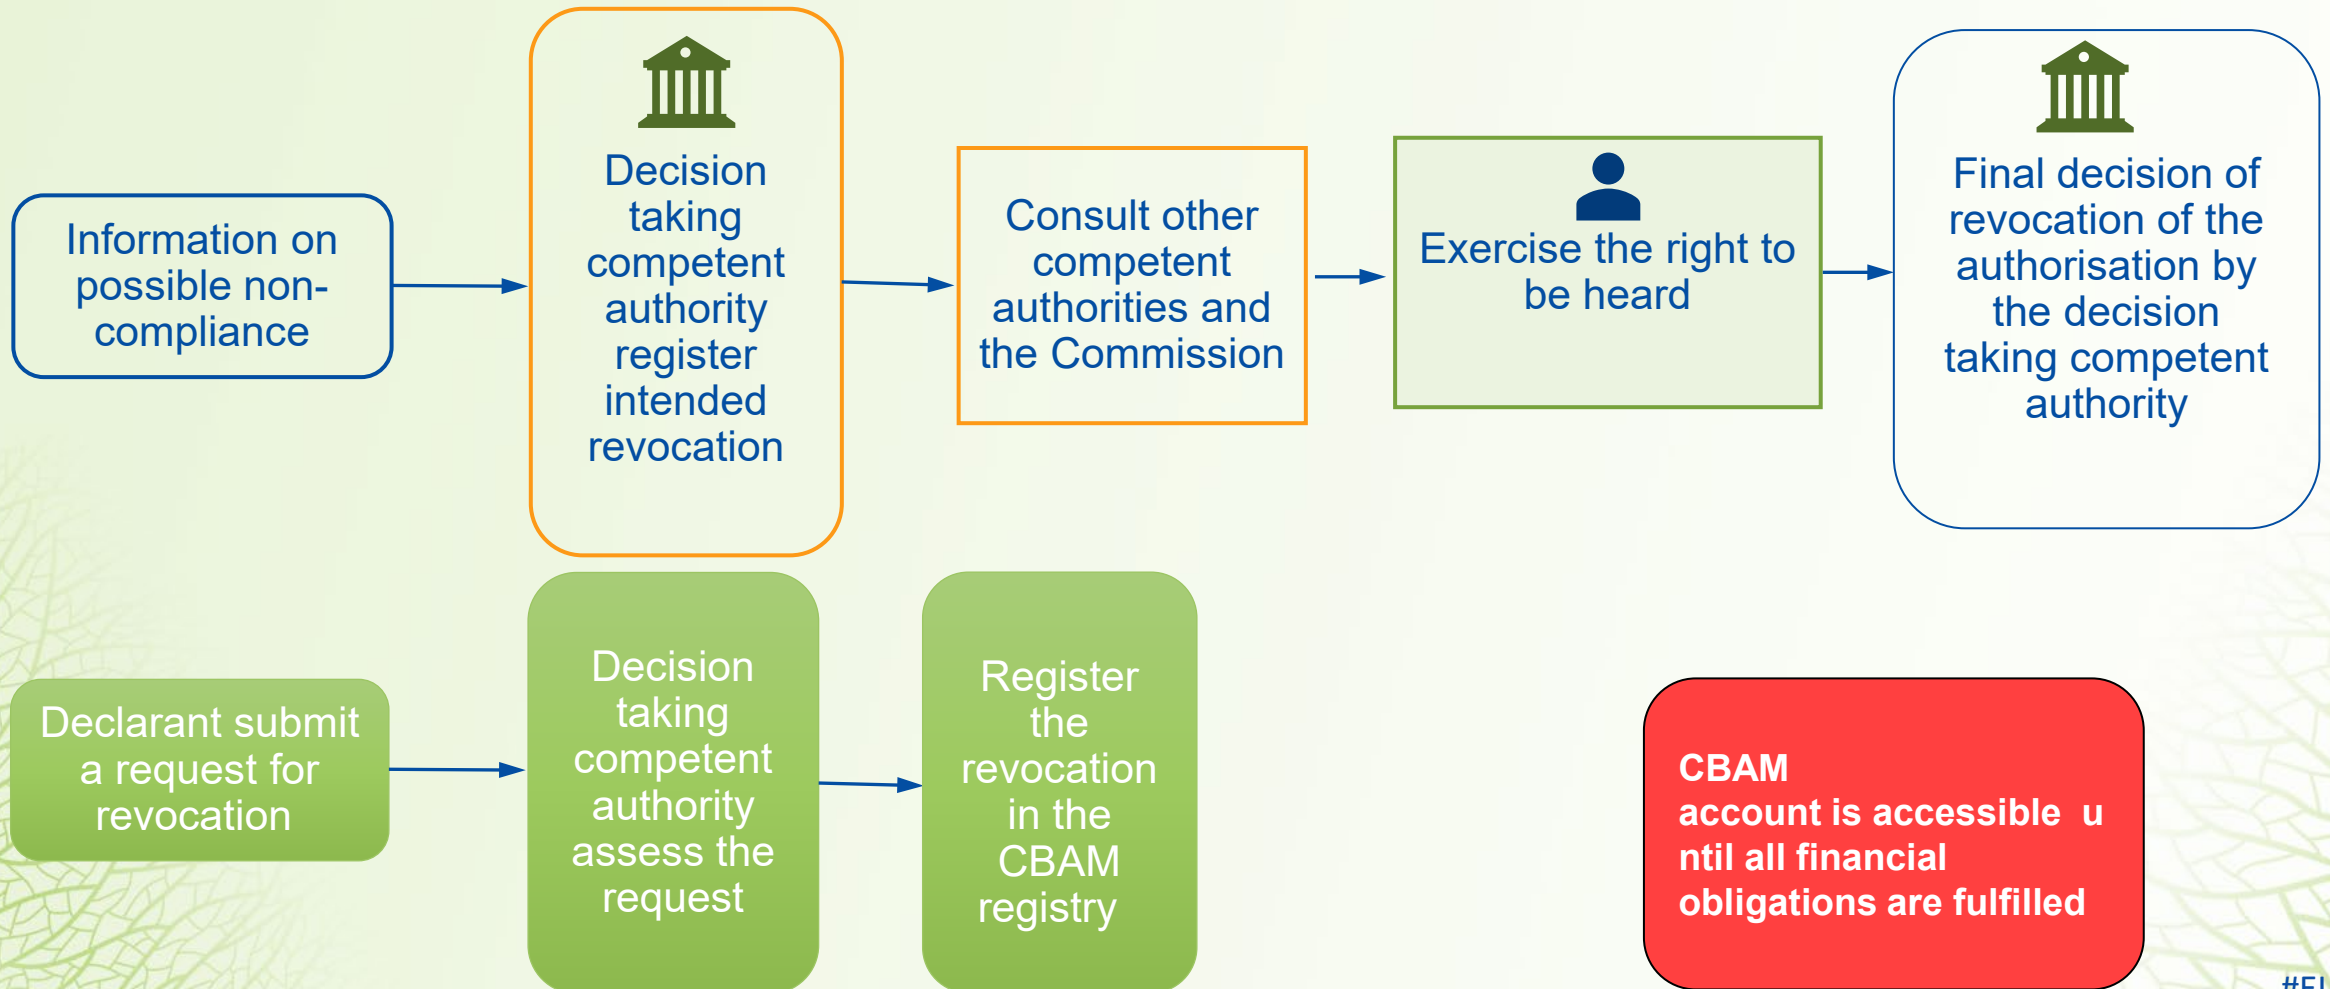 Information on
possible non-
compliance
Decision
taking
competent
authority
register
intended
revocation
Consult other
competent
authorities and
the Commission
Exercise the right to
be heard
Final decision of
revocation of the
authorisation by
the decision
taking competent
authority
Declarant submit
a request for
revocation
Decision
taking
competent
authority
assess the
request
Register
the
revocation
in the
CBAM
registry
CBAM
account is accessible  u
ntil all financial
obligations are fulfilled